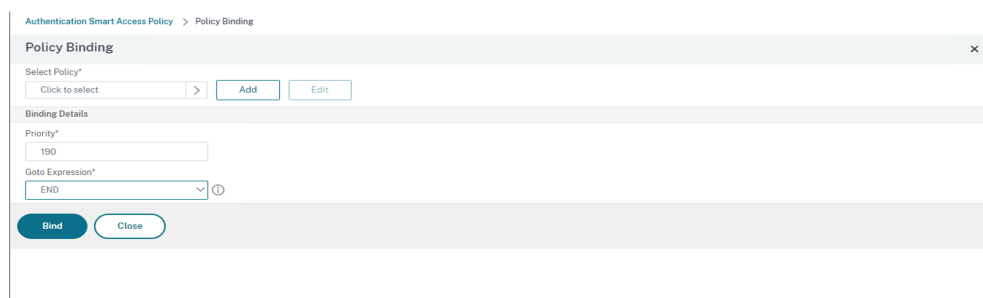 Authentication Smart Access Policy > Policy Binding
Policy Binding
Select Policy*
Click to select > Add Edit
Binding Details
Priority*
190
Goto Expression*
END
Bind Close